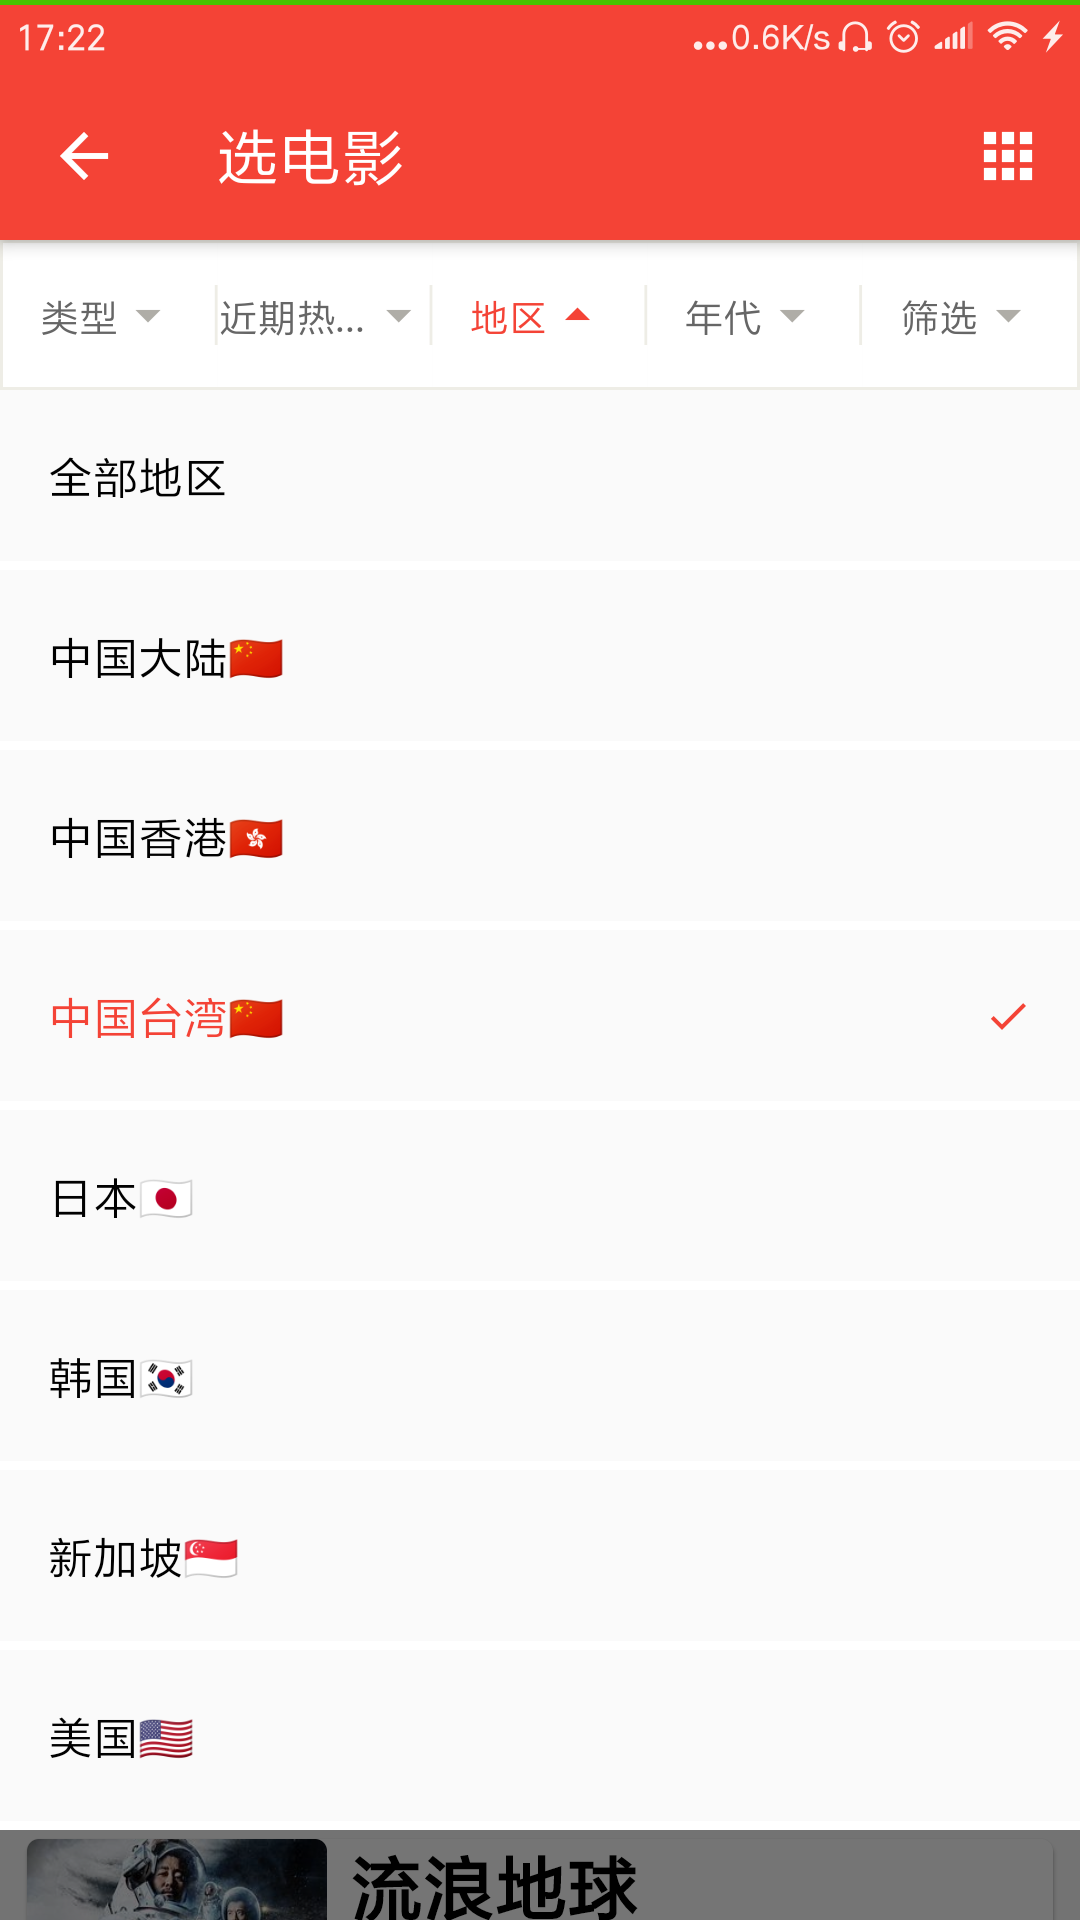 17:22 ...0.6K/s
选电影
类型 近期热... 地区 年代 筛选
全部地区
中国大陆🇨🇳
中国香港🇭🇰
中国台湾🇨🇳
日本🇯🇵
韩国🇰🇷
新加坡🇸🇬
美国🇺🇸
流浪地球